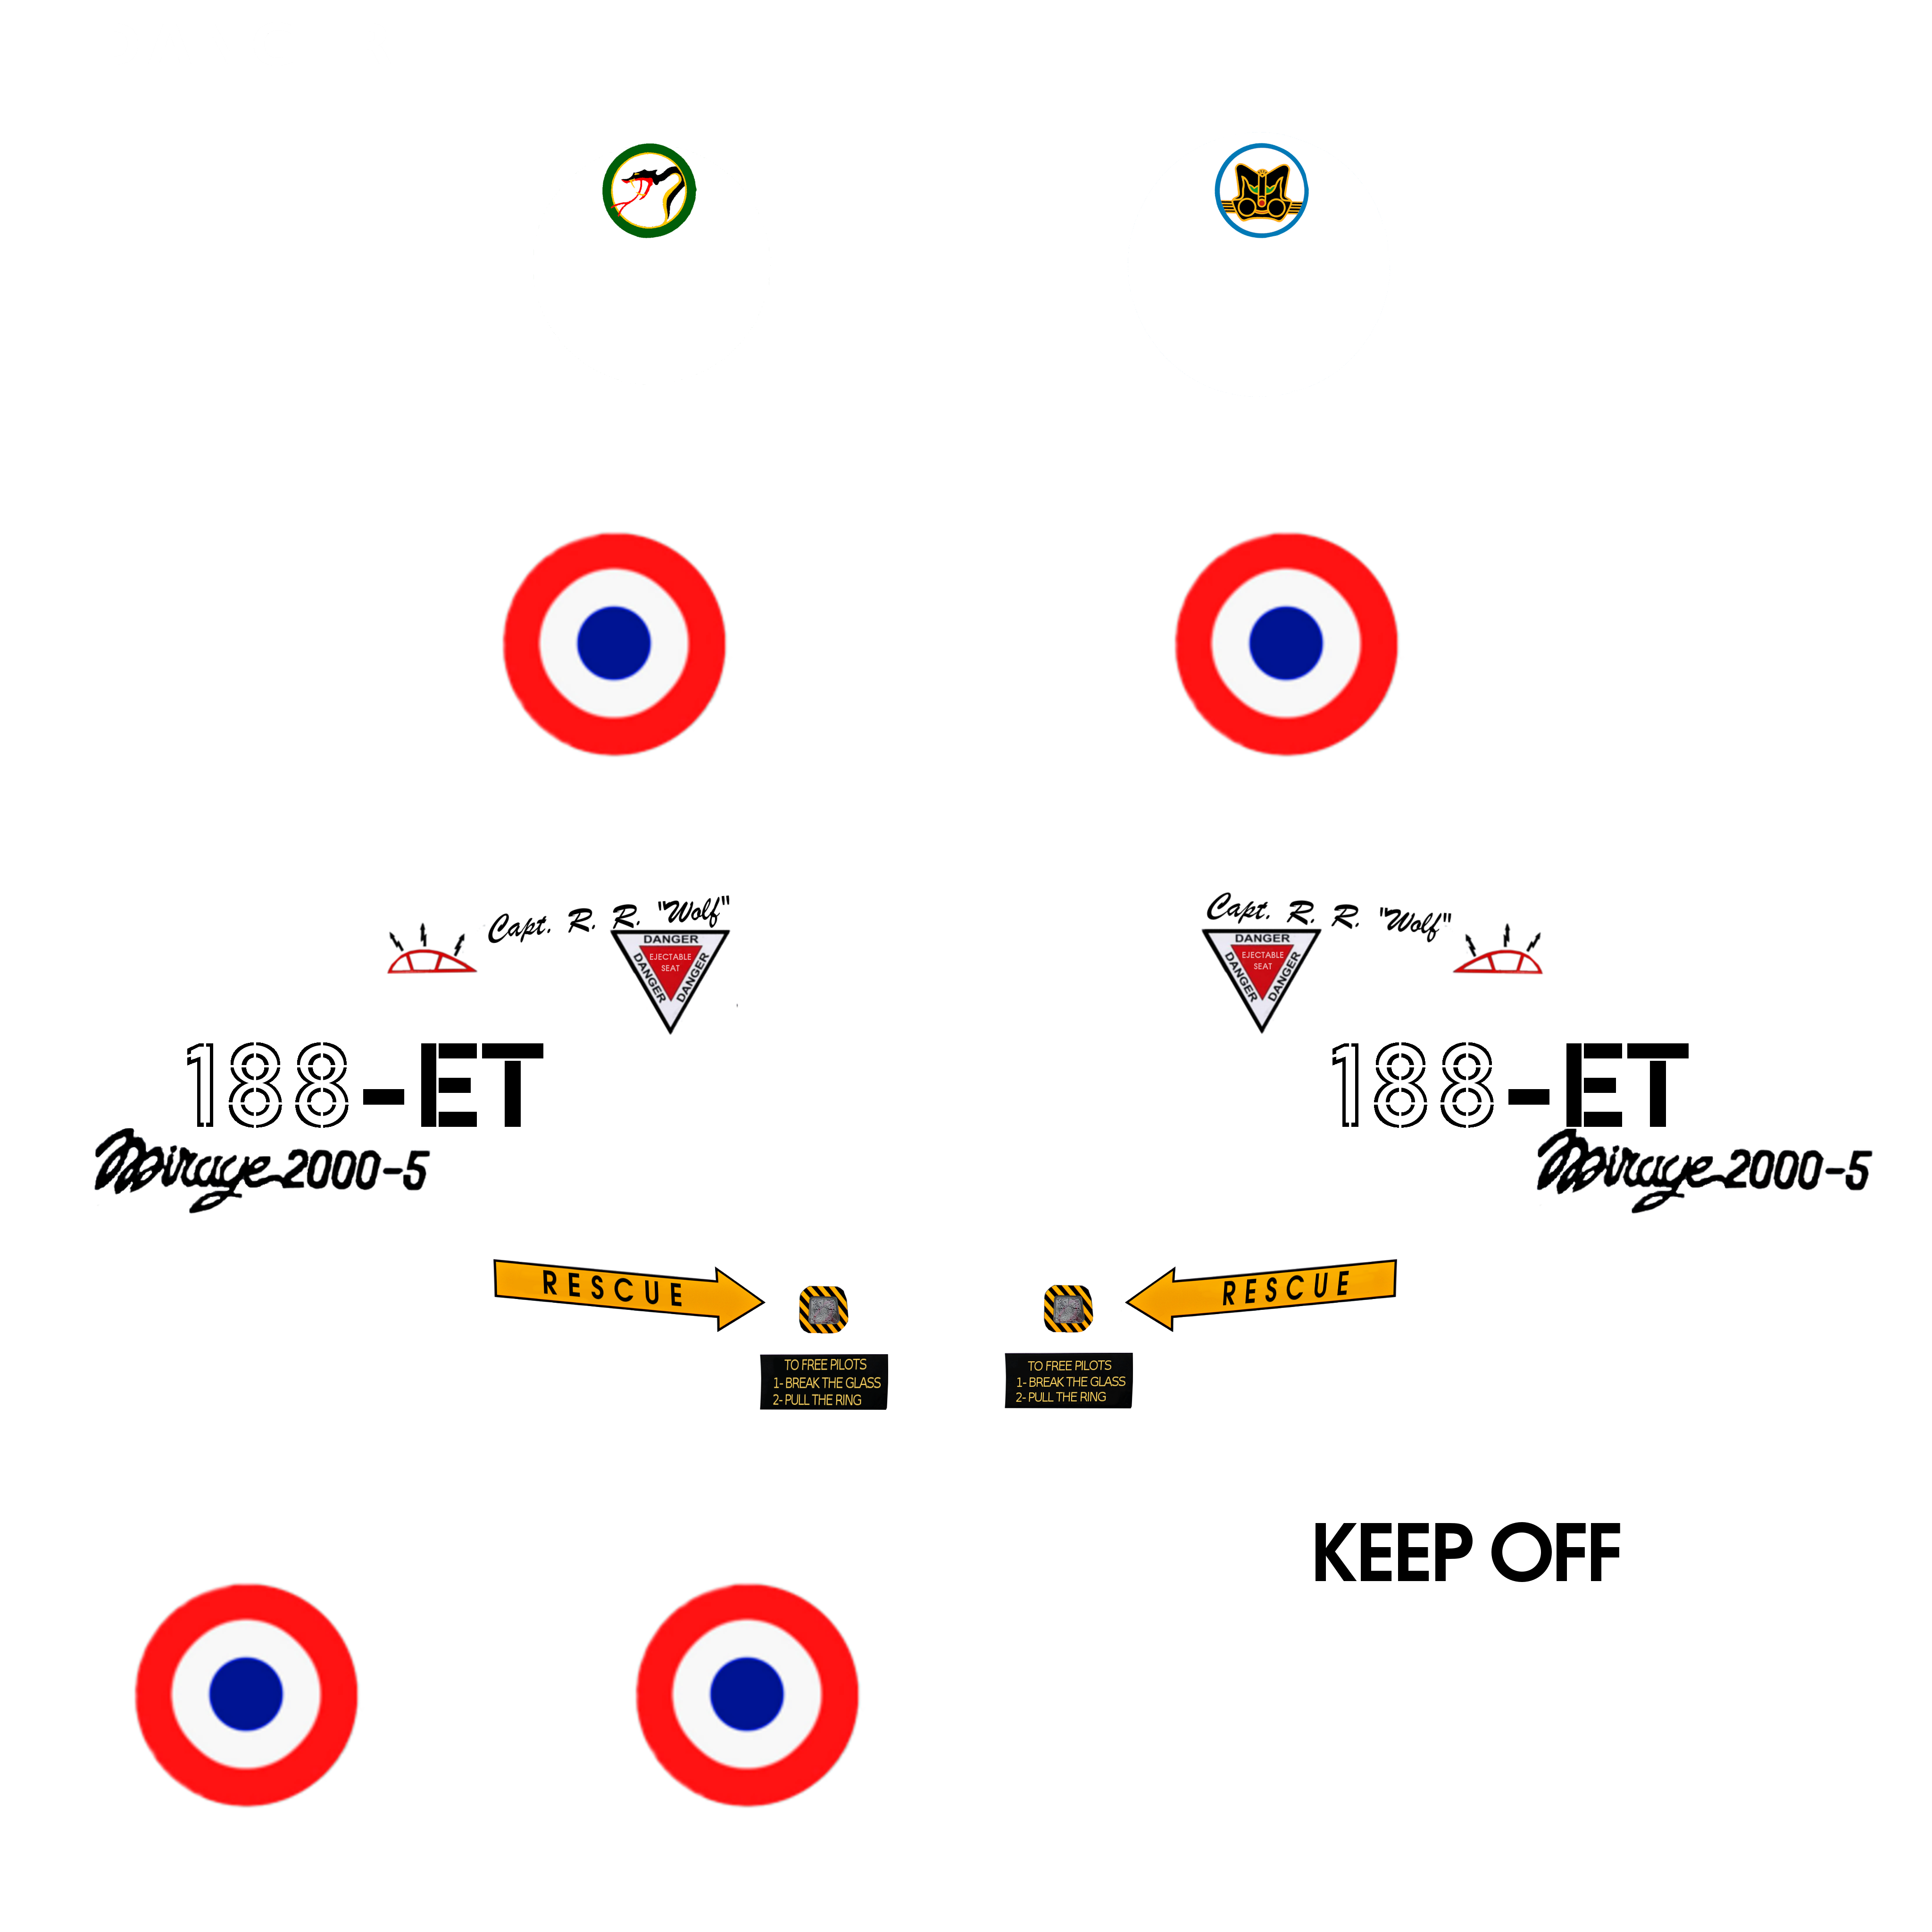 Capt. R. R. "Wolf"
DANGER
EJECTABLE
SEAT
DANGER
DANGER
Capt. R. R. "Wolf"
DANGER
EJECTABLE
SEAT
DANGER
DANGER
188-ET
188-ET
Mirage 2000-5
Mirage 2000-5
RESCUE
RESCUE
TO FREE PILOTS
1- BREAK THE GLASS
2- PULL THE RING
TO FREE PILOTS
1- BREAK THE GLASS
2- PULL THE RING
KEEP OFF